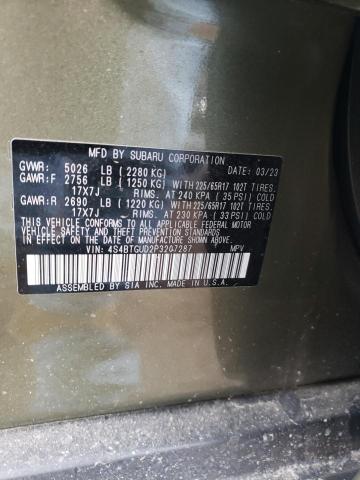 MFD. BY SUBARU CORPORATION
GVWR: 5026 LB (2280 KG) DATE: 03/23
GAWR:F 2756 LB (1250 KG) WITH 225/65R17 102T TIRES.
17X7J RIMS. AT 240 KPA (35 PSI) COLD
GAWR:R 2690 LB (1220 KG) WITH 225/65R17 102T TIRES.
17X7J RIMS. AT 230 KPA (33 PSI) COLD
THIS VEHICLE CONFORMS TO ALL APPLICABLE FEDERAL MOTOR
VEHICLE SAFETY AND THEFT PREVENTION STANDARDS IN
EFFECT ON THE DATE OF MANUFACTURE SHOWN ABOVE.
VIN: 4S4BTGUD2P3207287 MPV
ASSEMBLED BY SIA INC. MADE IN U.S.A.